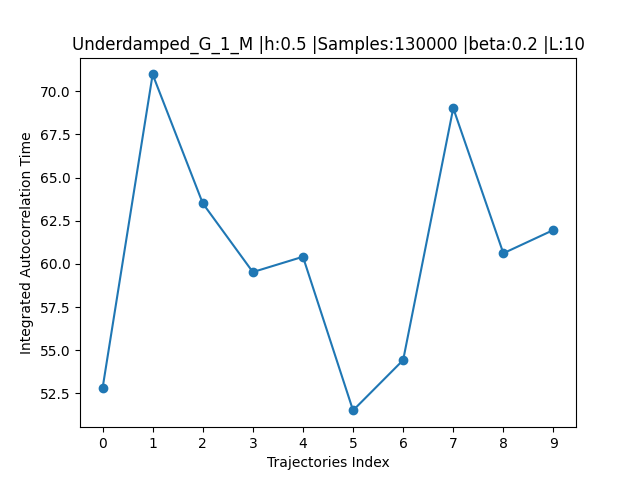 Underdamped_G_1_M |h:0.5 |Samples:130000 |beta:0.2 |L:10
Integrated Autocorrelation Time
70.0
67.5
65.0
62.5
60.0
57.5
55.0
52.5
0 1 2 3 4 5 6 7 8 9
Trajectories Index